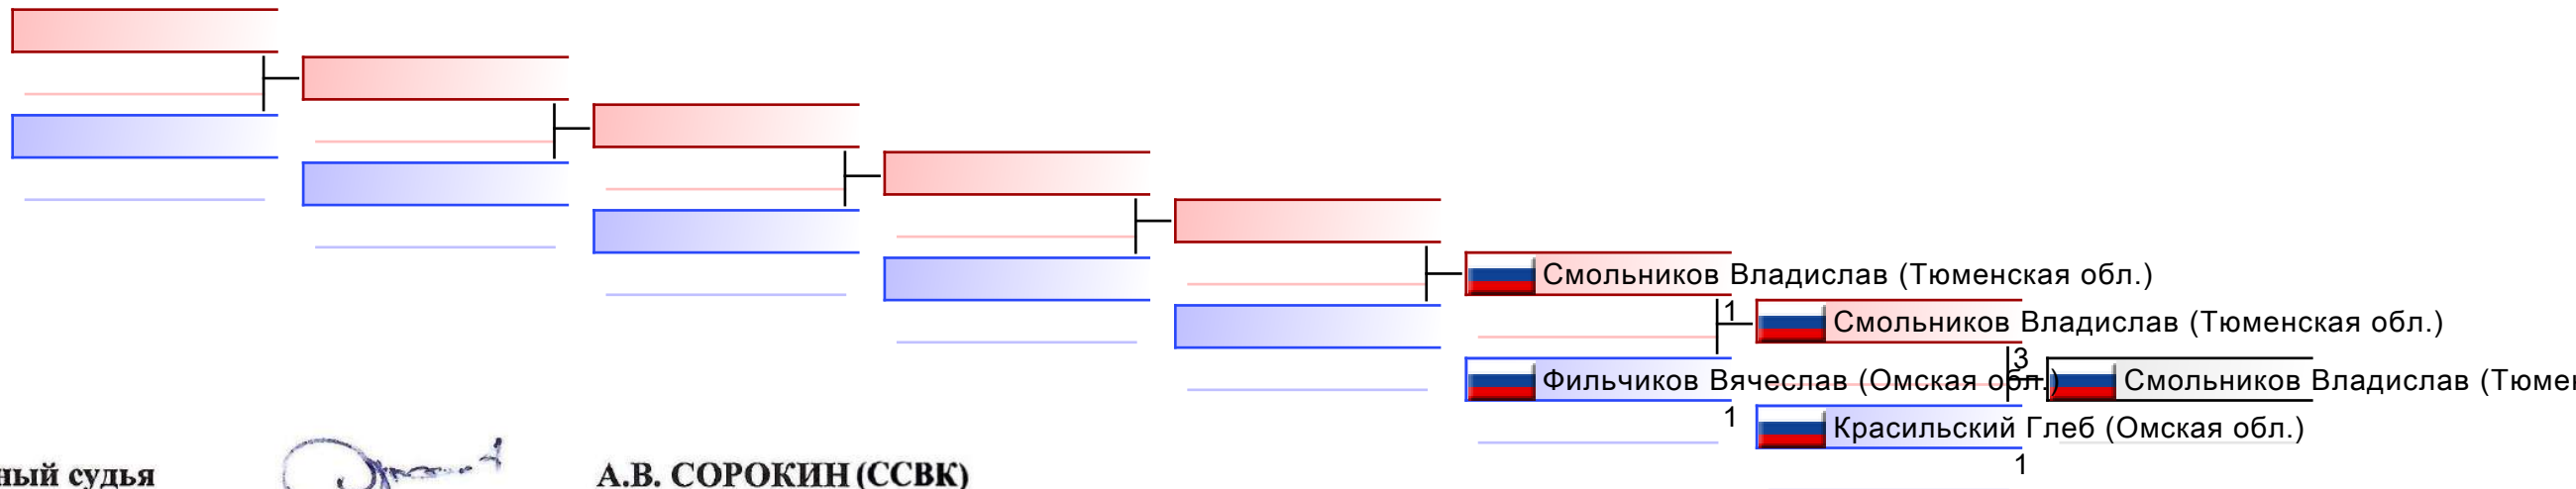 Смольников Владислав (Тюменская обл.)
1
Смольников Владислав (Тюменская обл.)
3
Фильчиков Вячеслав (Омская обл.)
Смольников Владислав (Тюмен
1
Красильский Глеб (Омская обл.)
1
ный судья А.В. СОРОКИН (ССВК)